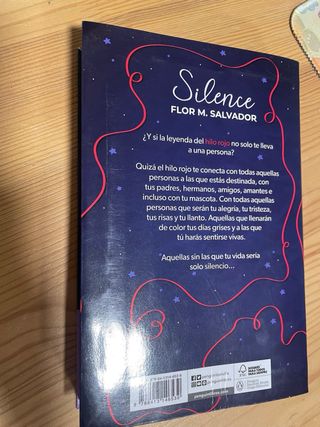 Silence
FLOR M. SALVADOR
¿Y si la leyenda del hilo rojo no solo te lleva
a una persona?
Quizá el hilo rojo te conecta con todas aquellas
personas a las que estás destinada, con
tus padres, hermanos, amigos, amantes e
incluso con tu mascota. Con todas aquellas
personas que serán tu alegría, tu tristeza,
tus risas y tu llanto. Aquellas que llenarán
de color tus días grises y a las que
tú harás sentirse vivas.
Aquellas sin las que tu vida sería
solo silencio...
penguinlibros.com